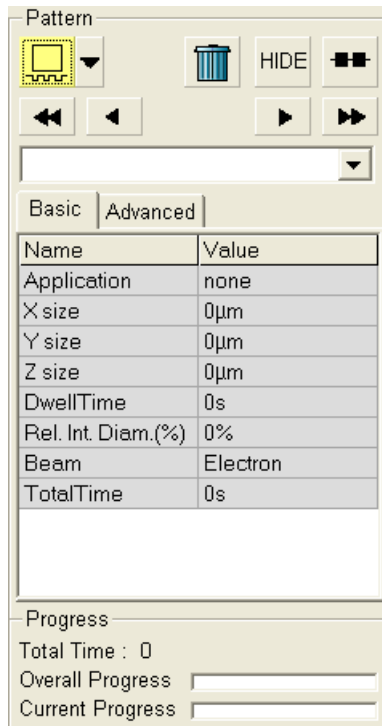 Pattern
HIDE
Basic Advanced
Name Value
Application none
X size 0µm
Y size 0µm
Z size 0µm
DwellTime 0s
Rel. Int. Diam.(%) 0%
Beam Electron
TotalTime 0s
Progress
Total Time : 0
Overall Progress
Current Progress